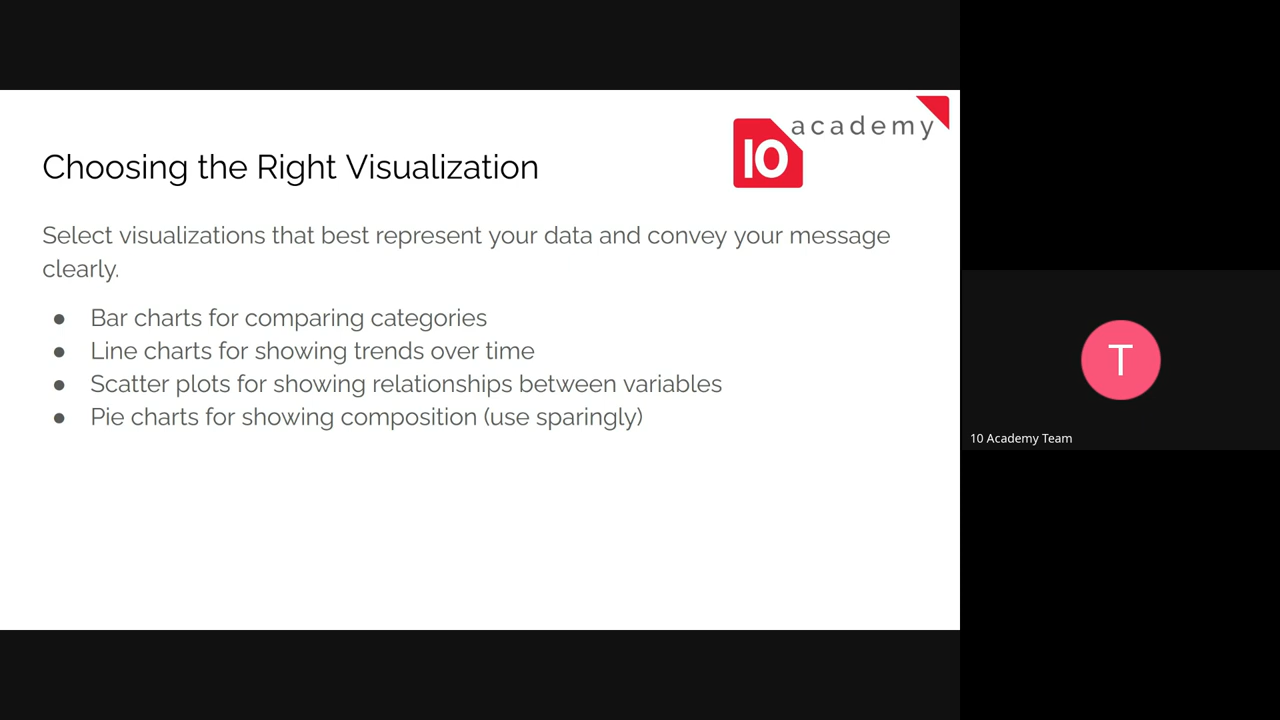 academy
10
Choosing the Right Visualization
Select visualizations that best represent your data and convey your message
clearly.
● Bar charts for comparing categories
● Line charts for showing trends over time
● Scatter plots for showing relationships between variables
● Pie charts for showing composition (use sparingly)
T
10 Academy Team